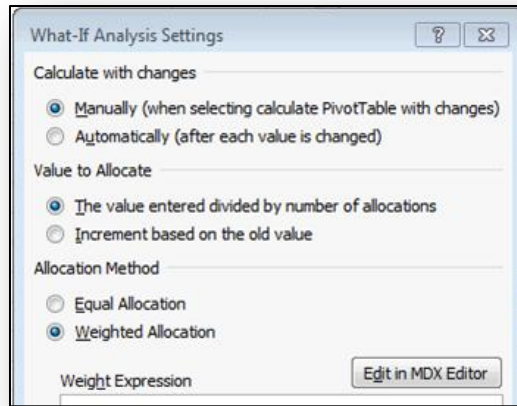 What-If Analysis Settings
Calculate with changes
Manually (when selecting calculate PivotTable with changes)
Automatically (after each value is changed)
Value to Allocate
The value entered divided by number of allocations
Increment based on the old value
Allocation Method
Equal Allocation
Weighted Allocation
Weight Expression
Edit in MDX Editor